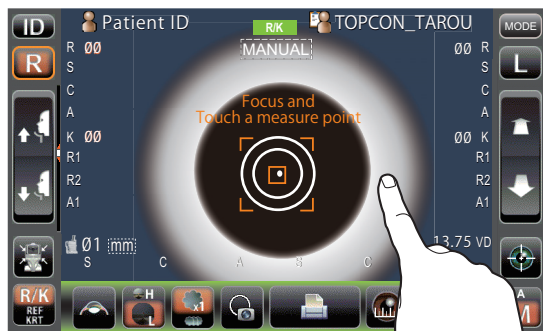 ID
Patient ID
R/K
TOPCON_TAROU
MODE
R
R 00
MANUAL
00 R
L
S
S
C
C
A
Focus and
A
Touch a measure point
K 00
00 K
R1
R1
R2
R2
A1
A1
01 mm
13.75 VD
S C A S C
R/K
REF
KRT
H
L
x1
A
M